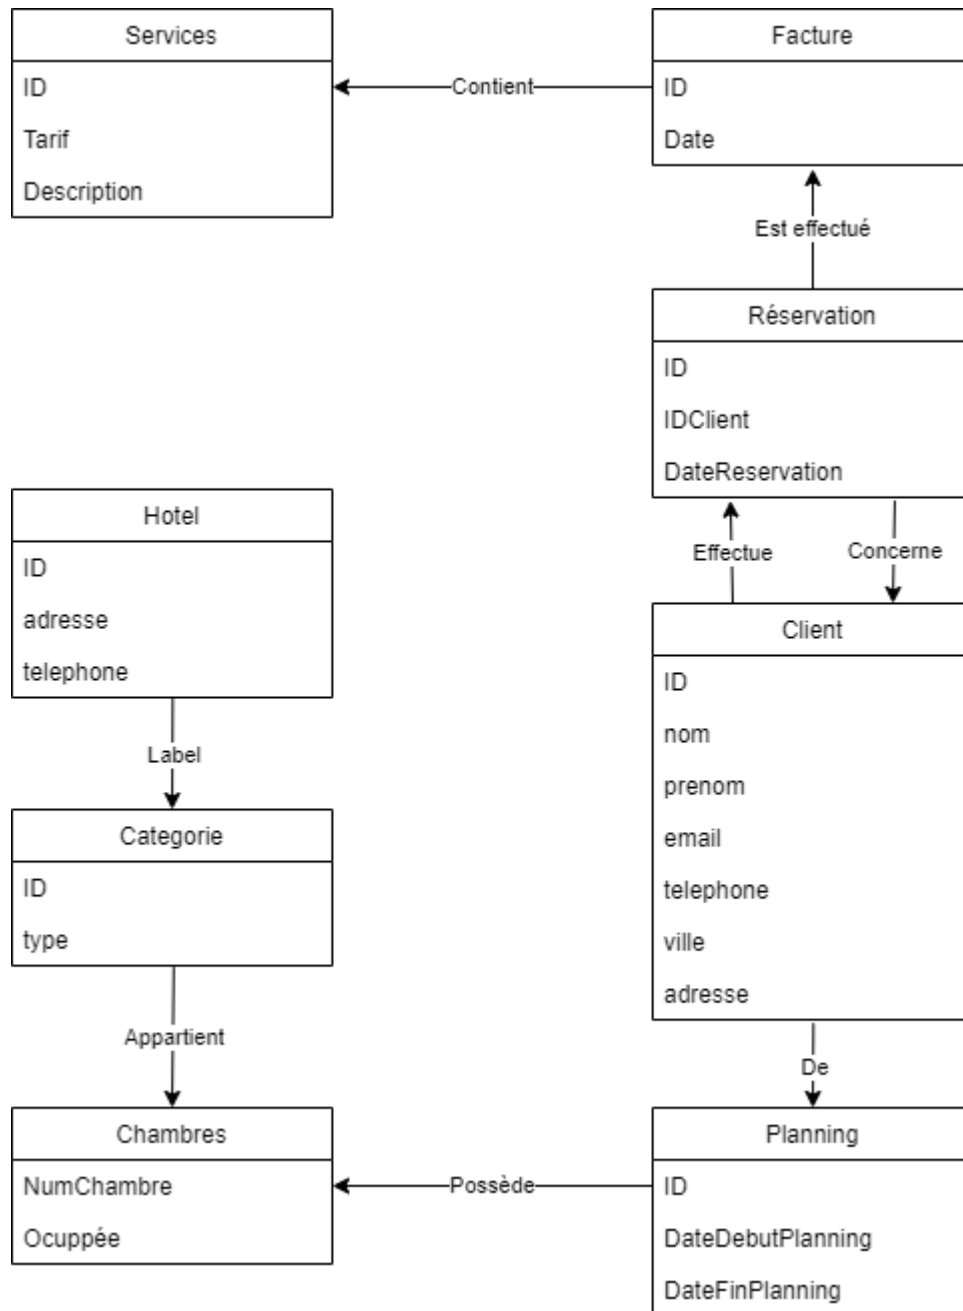 Services
ID
Tarif
Description
Contient
Facture
ID
Date
Est effectué
Réservation
ID
IDClient
DateReservation
Effectue
Concerne
Hotel
ID
adresse
telephone
Label
Categorie
ID
type
Appartient
Chambres
NumChambre
Ocuppée
Client
ID
nom
prenom
email
telephone
ville
adresse
De
Possède
Planning
ID
DateDebutPlanning
DateFinPlanning